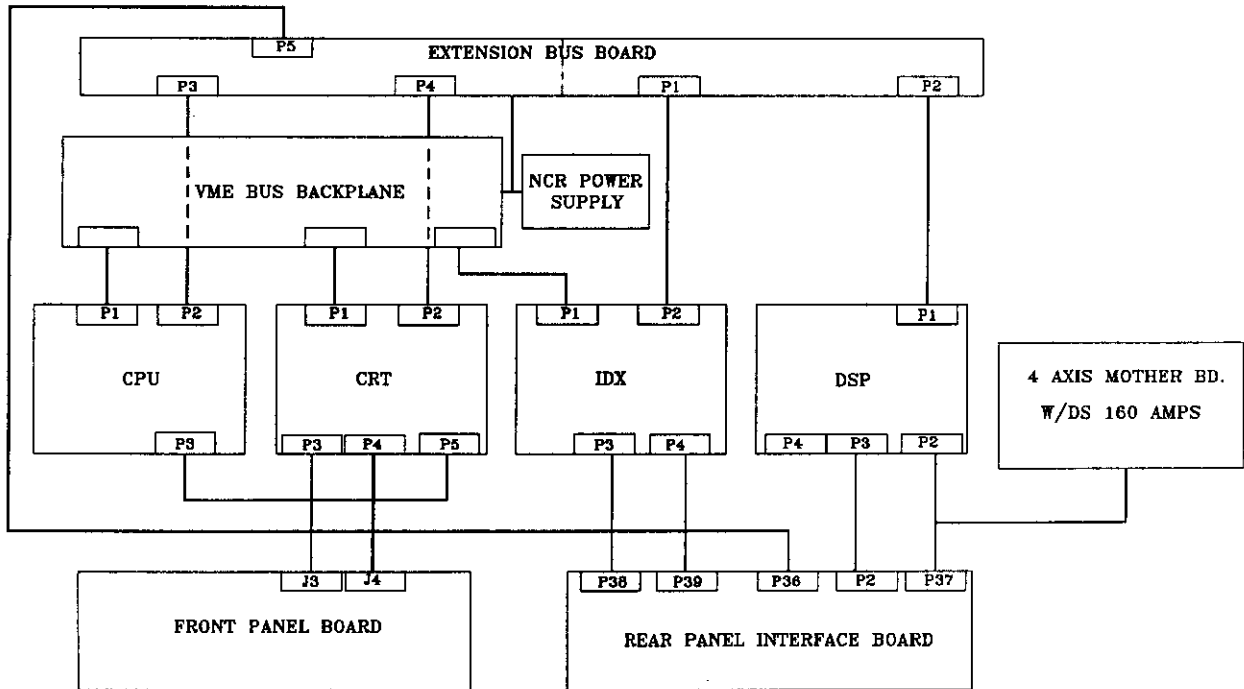 P5
EXTENSION BUS BOARD
P3
P4
P1
P2
VME BUS BACKPLANE
NCR POWER
SUPPLY
P1
P2
P1
P2
P1
P2
P1
CPU
CRT
IDX
DSP
4 AXIS MOTHER BD.
W/DS 160 AMPS
P3
P3
P4
P5
P3
P4
P4
P3
P2
J3
J4
P38
P39
P36
P2
P37
FRONT PANEL BOARD
REAR PANEL INTERFACE BOARD